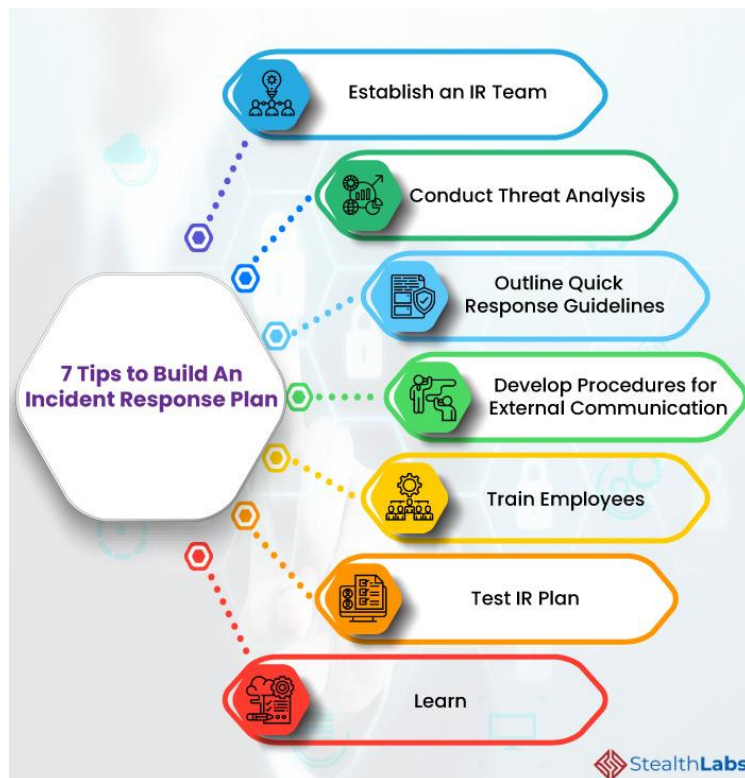 Establish an IR Team
Conduct Threat Analysis
Outline Quick
Response Guidelines
7 Tips to Build An
Incident Response Plan
Develop Procedures for
External Communication
Train Employees
Test IR Plan
Learn
StealthLabs